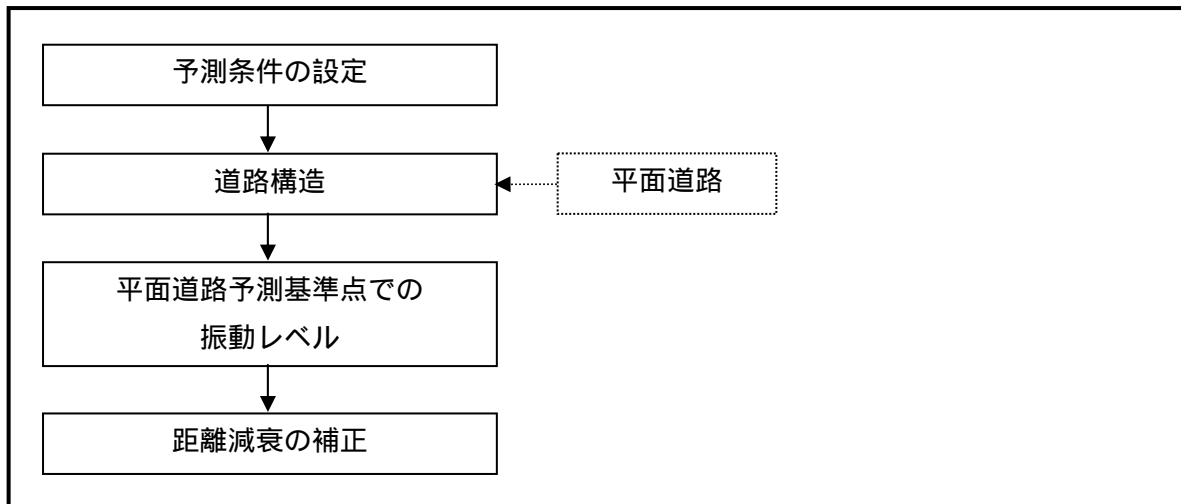 予測条件の設定
道路構造
平面道路
平面道路予測基準点での
振動レベル
距離減衰の補正